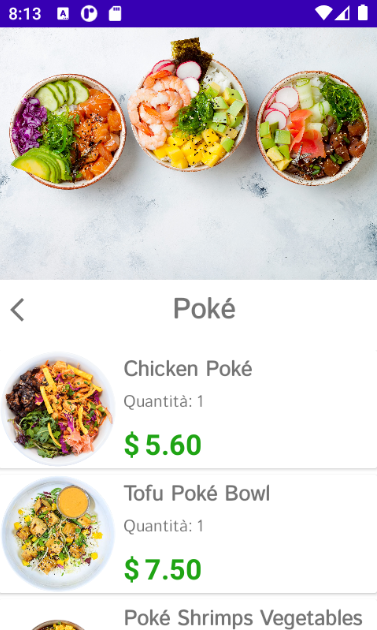 8:13
Poké
Chicken Poké
Quantità: 1
$ 5.60
Tofu Poké Bowl
Quantità: 1
$ 7.50
Poké Shrimps Vegetables